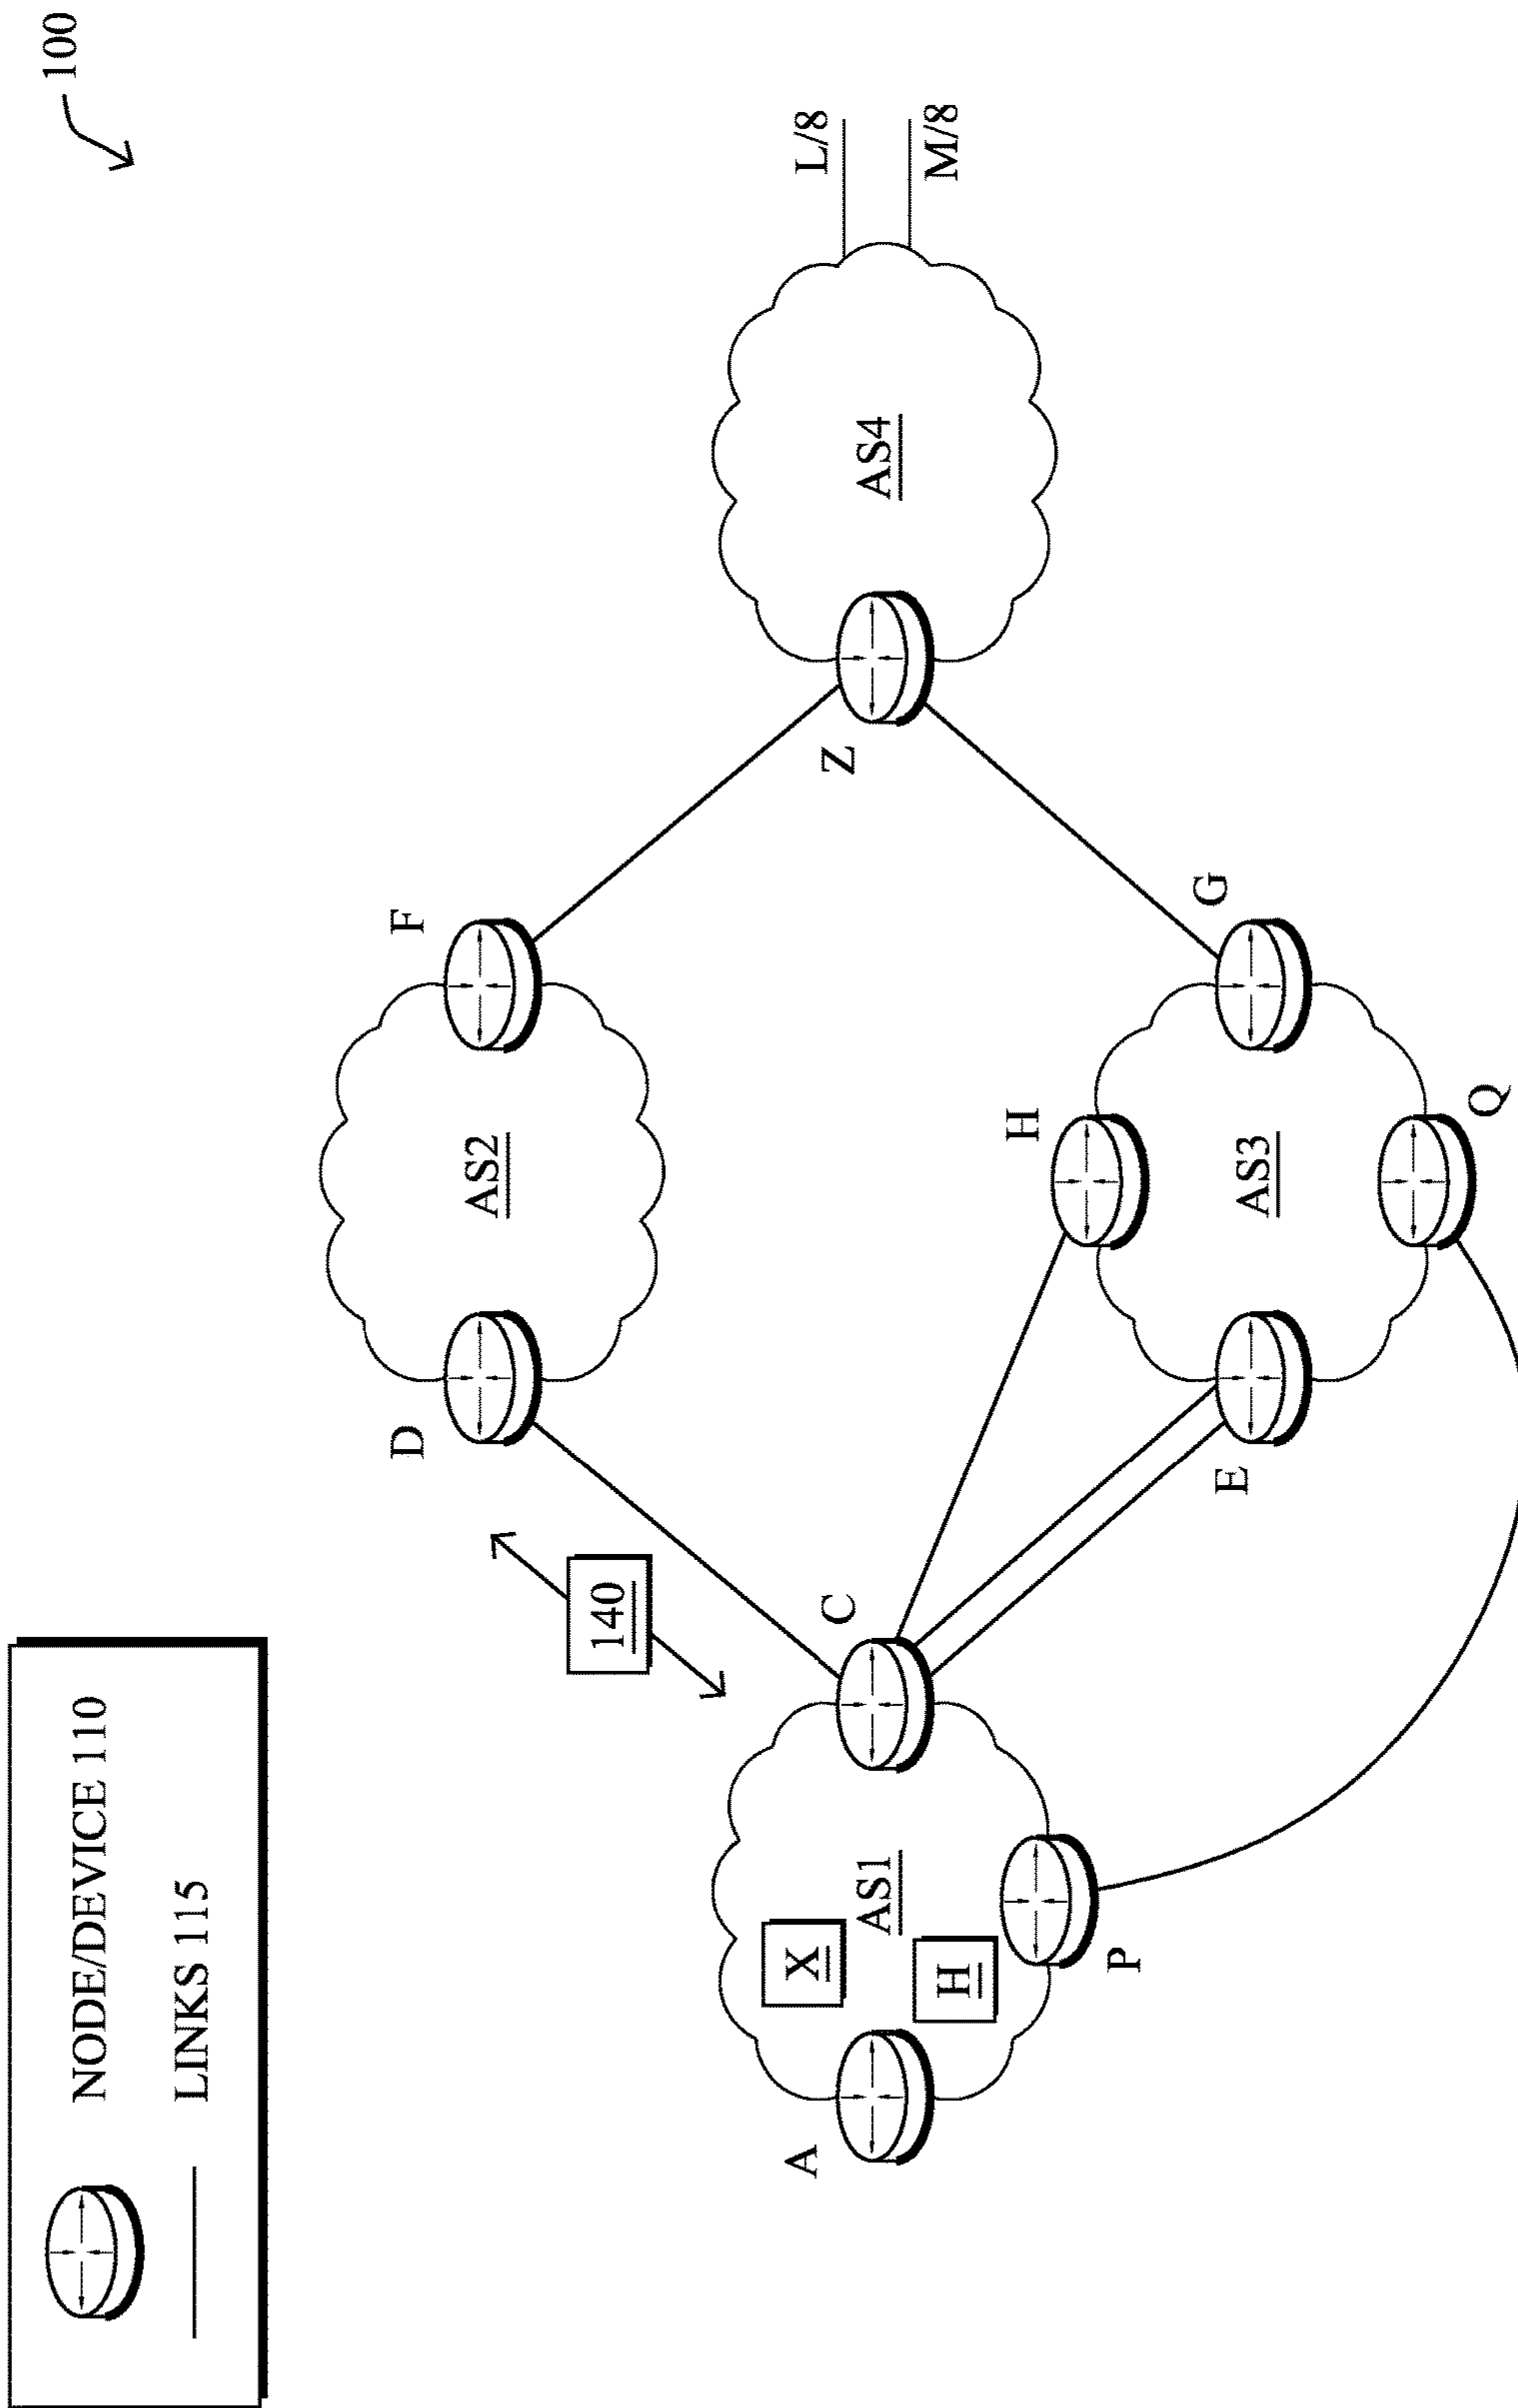 100
NODE/DEVICE 110
LINKS 115
140
D
AS2
F
A
X
H
AS1
C
P
Z
AS4
L/8
M/8
H
E
AS3
G
Q